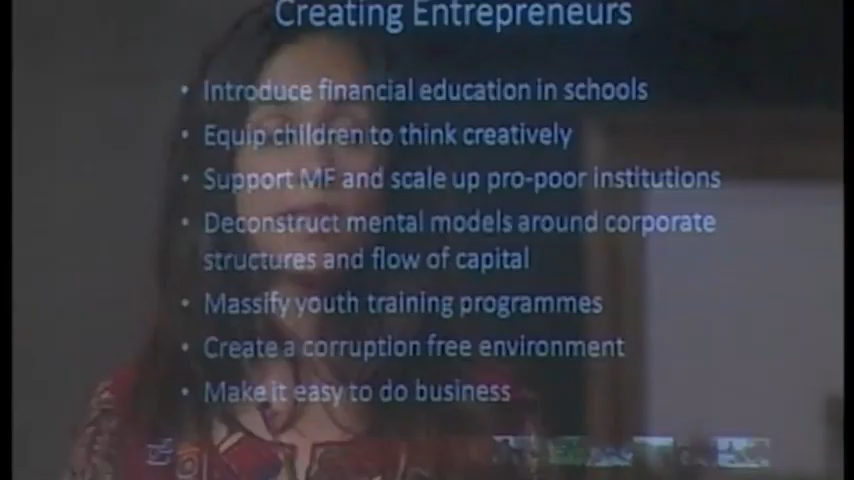 Creating Entrepreneurs
• Introduce financial education in schools
• Equip children to think creatively
• Support MF and scale up pro-poor institutions
• Deconstruct mental models around corporate
structures and flow of capital
• Massify youth training programmes
• Create a corruption free environment
• Make it easy to do business